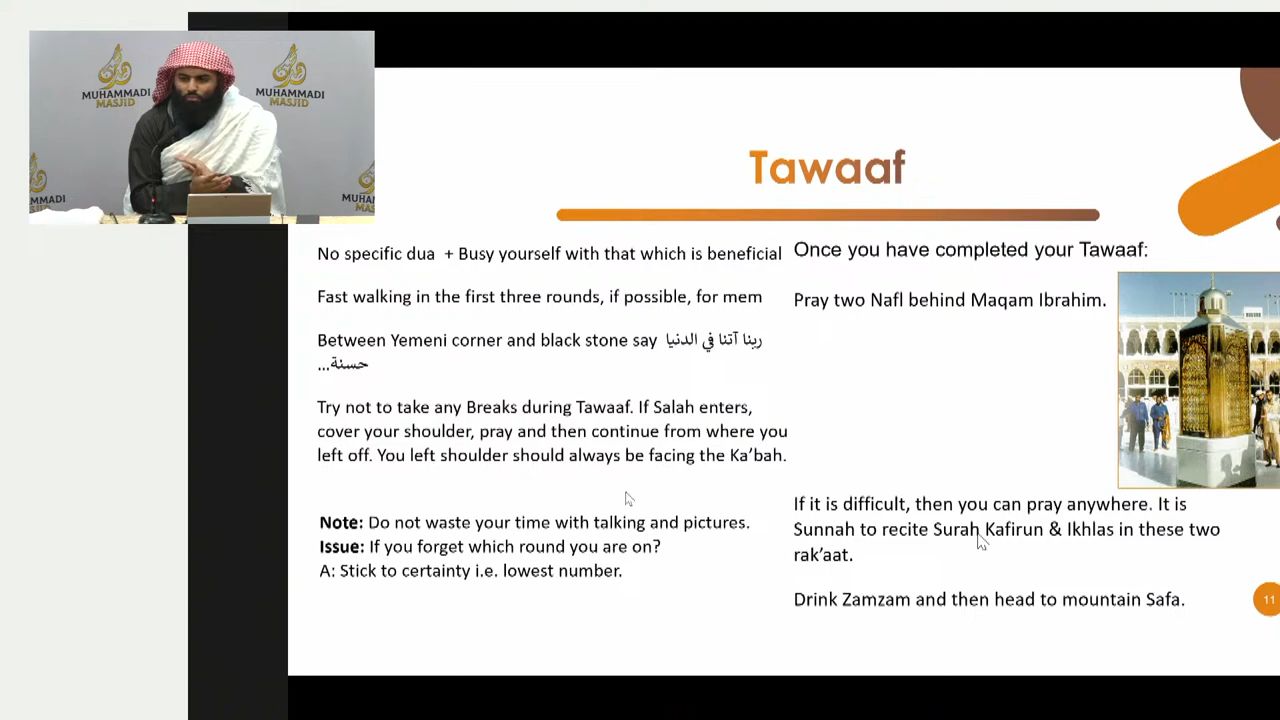 MUHAMMADI
MASJID
MUHAMMADI
MASJID
MMADI
MUHAM
MA
Tawaaf
No specific dua + Busy yourself with that which is beneficial
Fast walking in the first three rounds, if possible, for mem
Between Yemeni corner and black stone say ربنا آتنا في الدنيا
حسنة...
Try not to take any Breaks during Tawaaf. If Salah enters,
cover your shoulder, pray and then continue from where you
left off. You left shoulder should always be facing the Ka’bah.
Note: Do not waste your time with talking and pictures.
Issue: If you forget which round you are on?
A: Stick to certainty i.e. lowest number.
Once you have completed your Tawaaf:
Pray two Nafl behind Maqam Ibrahim.
If it is difficult, then you can pray anywhere. It is
Sunnah to recite Surah Kafirun & Ikhlas in these two
rak’aat.
Drink Zamzam and then head to mountain Safa.
11